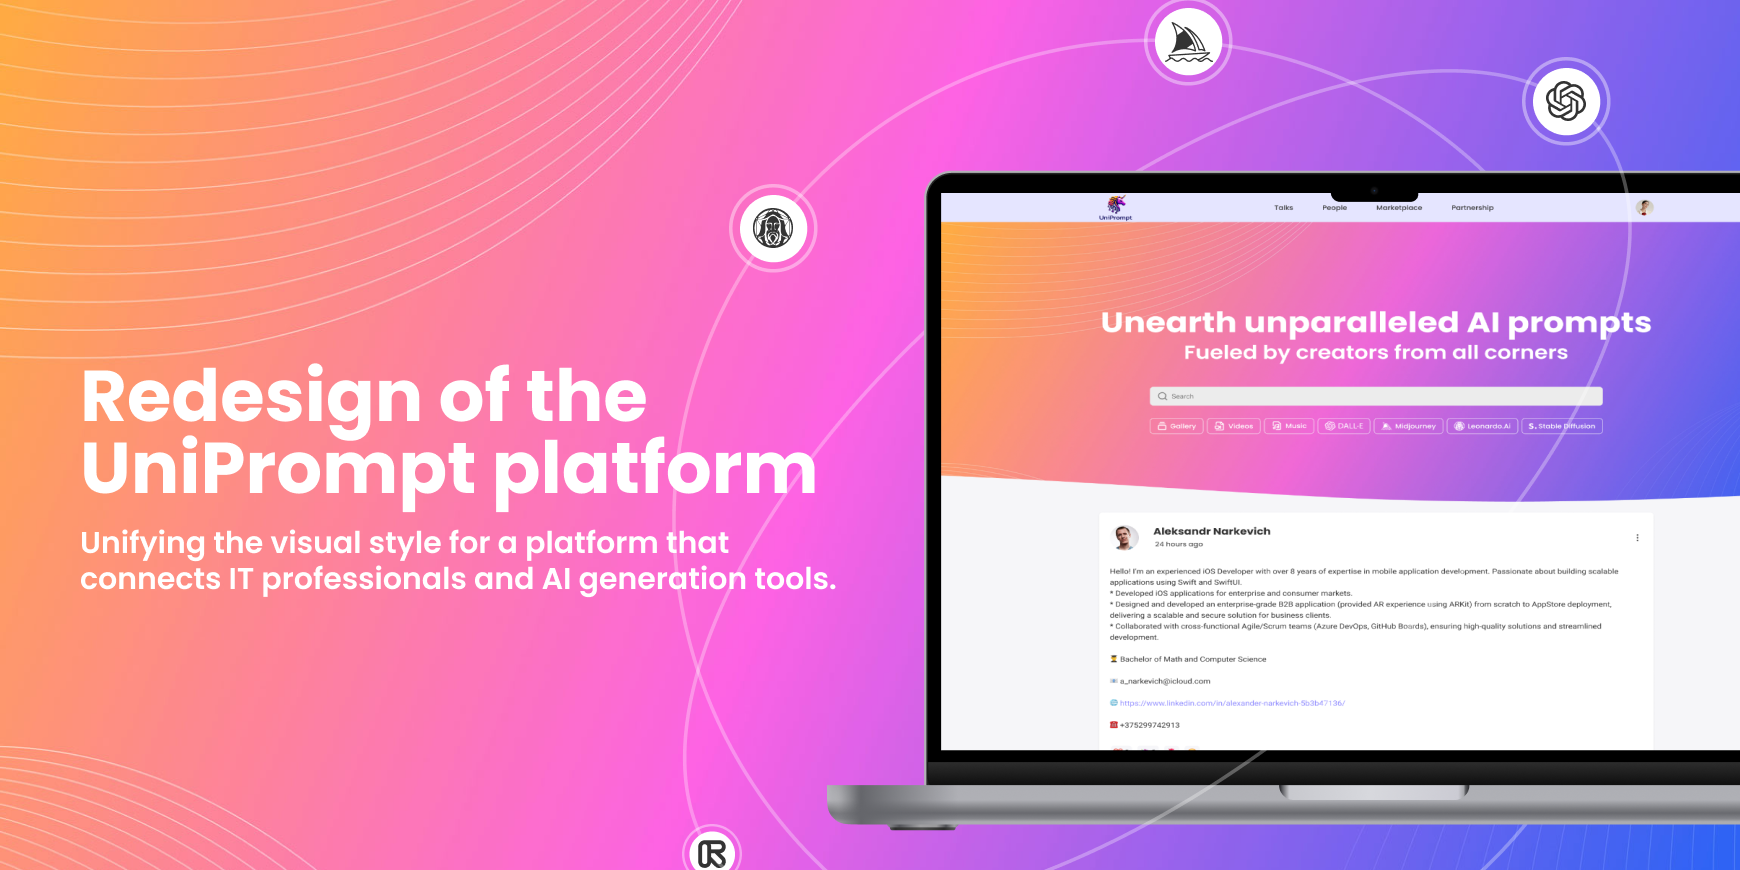 Redesign of the
UniPrompt platform
Unifying the visual style for a platform that
connects IT professionals and AI generation tools.
UniPrompt
Talks People Marketplace Partnership
Unearth unparalleled AI prompts
Fueled by creators from all corners
Search
Gallery Videos Music DALL-E Midjourney Leonardo.Ai S. Stable Diffusion
Aleksandr Narkevich
24 hours ago
Hello! I'm an experienced iOS Developer with over 8 years of expertise in mobile application development. Passionate about building scalable
applications using Swift and SwiftUI.
* Developed iOS applications for enterprise and consumer markets.
* Designed and developed an enterprise-grade B2B application (provided AR experience using ARKit) from scratch to AppStore deployment,
delivering a scalable and secure solution for business clients.
* Collaborated with cross-functional Agile/Scrum teams (Azure DevOps, GitHub Boards), ensuring high-quality solutions and streamlined
development.
Bachelor of Math and Computer Science
a_narkevich@icloud.com
https://www.linkedin.com/in/alexander-narkevich-5b3b47136/
+375299742913